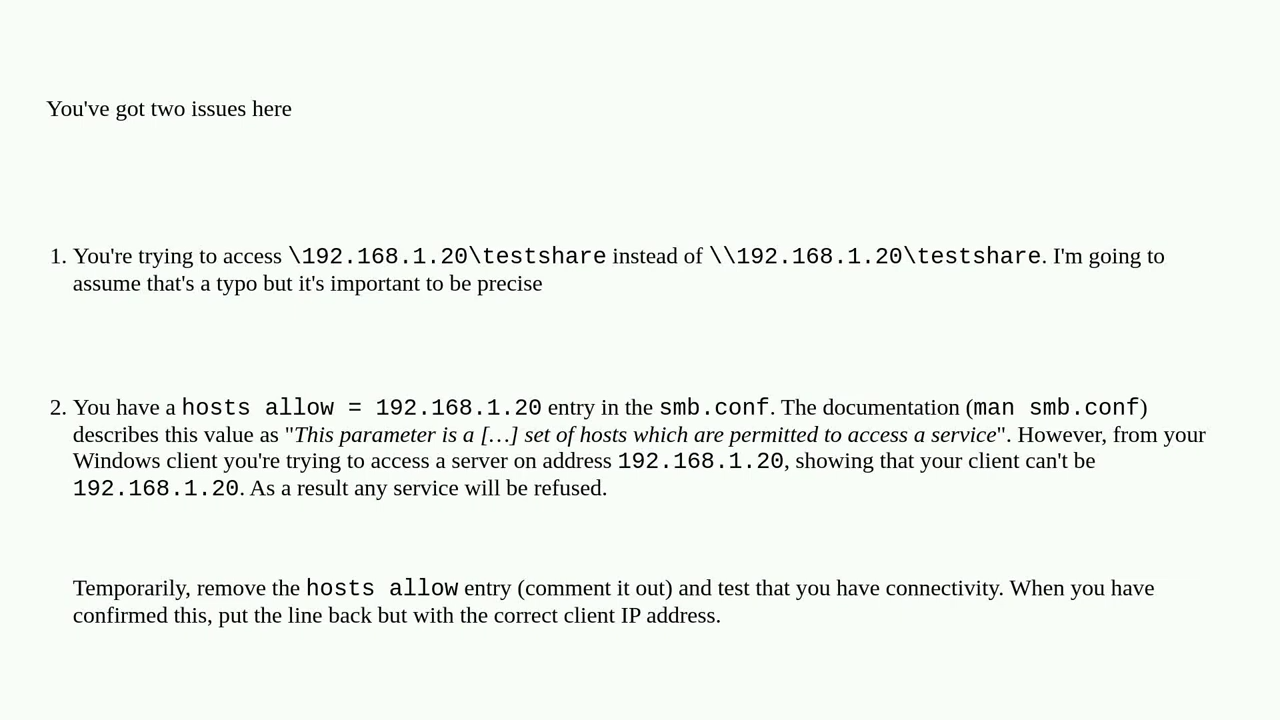 You've got two issues here
1. You're trying to access \192.168.1.20\testshare instead of \\192.168.1.20\testshare. I'm going to
assume that's a typo but it's important to be precise
2. You have a hosts allow = 192.168.1.20 entry in the smb.conf. The documentation (man smb.conf)
describes this value as "This parameter is a […] set of hosts which are permitted to access a service". However, from your
Windows client you're trying to access a server on address 192.168.1.20, showing that your client can't be
192.168.1.20. As a result any service will be refused.
Temporarily, remove the hosts allow entry (comment it out) and test that you have connectivity. When you have
confirmed this, put the line back but with the correct client IP address.